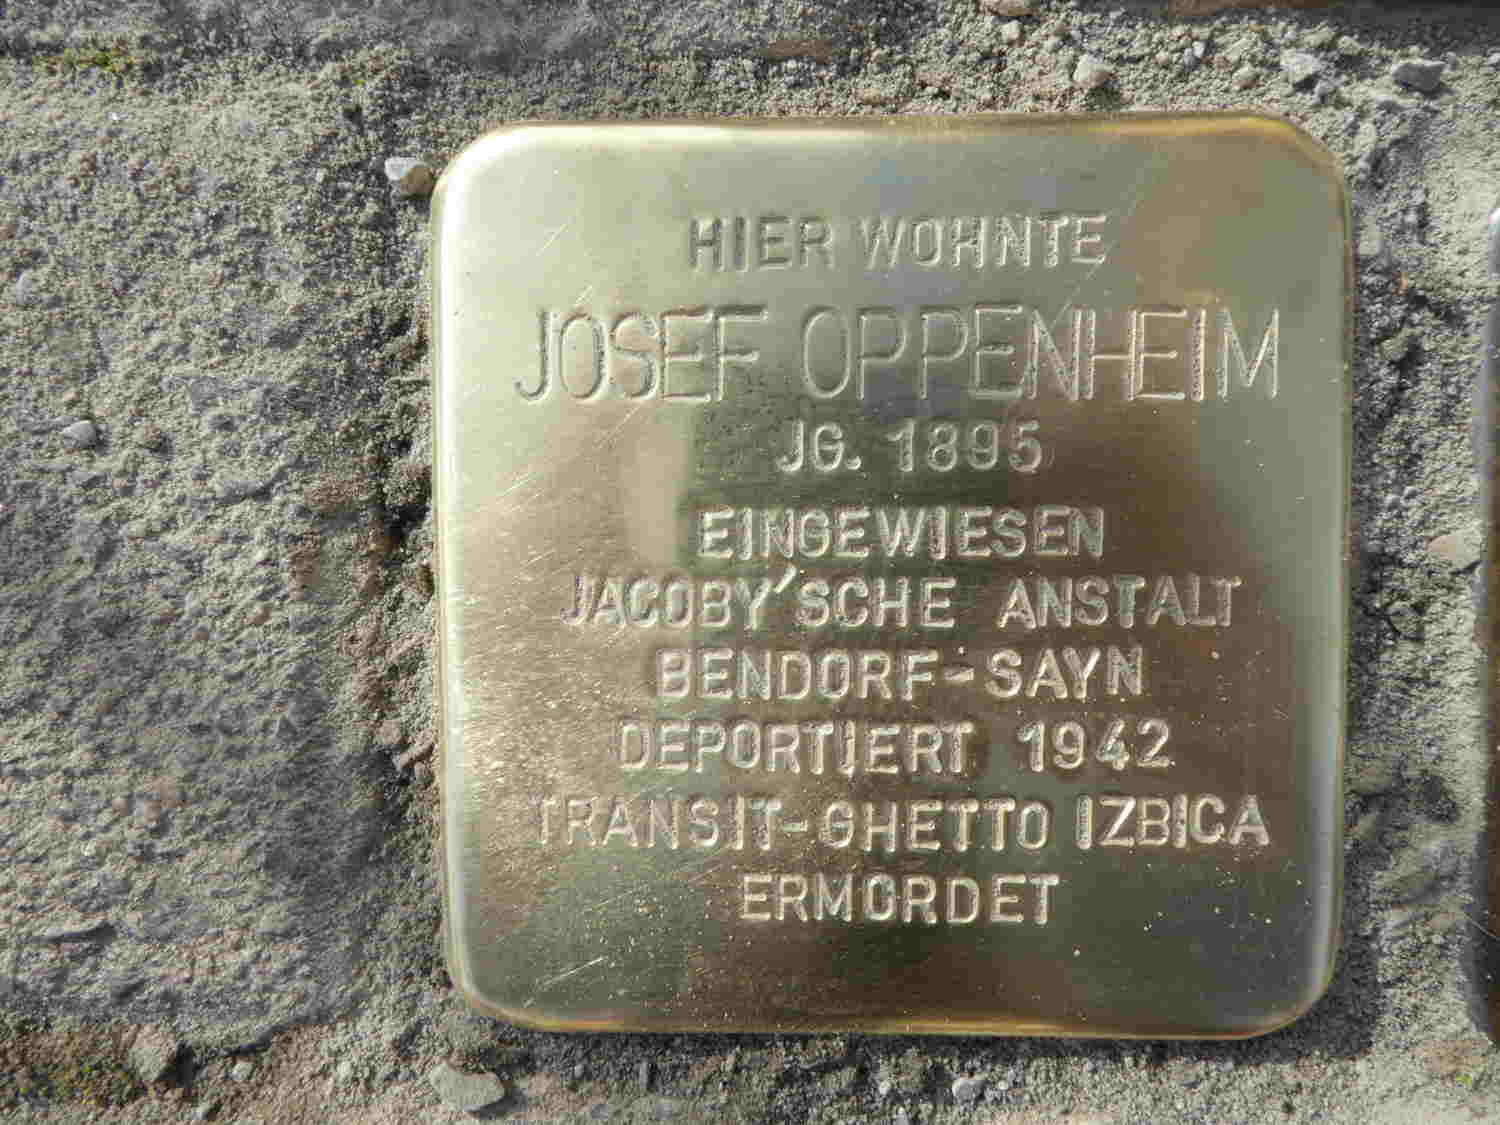 HIER WOHNTE
JOSEF OPPENHEIM
JG. 1895
EINGEWIESEN
JACOBY'SCHE ANSTALT
BENDORF-SAYN
DEPORTIERT 1942
TRANSIT-GHETTO IZBICA
ERMORDET